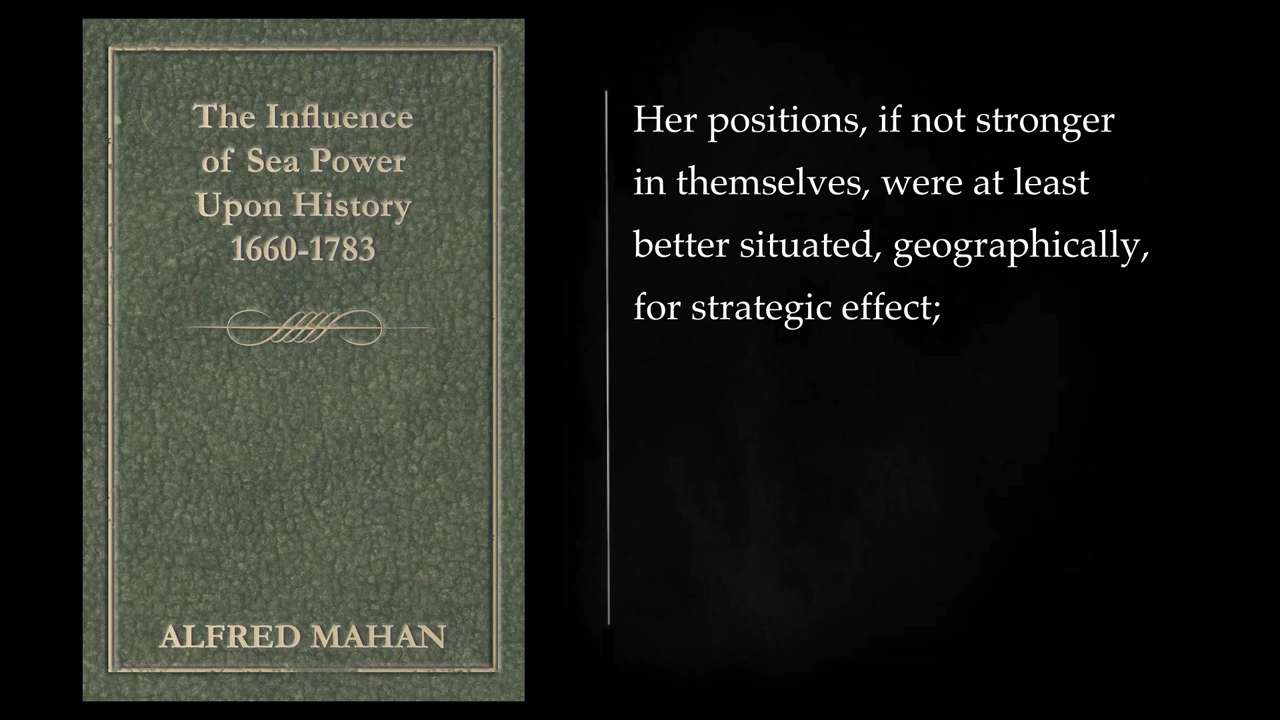 The Influence
of Sea Power
Upon History
1660-1783
ALFRED MAHAN
Her positions, if not stronger
in themselves, were at least
better situated, geographically,
for strategic effect;